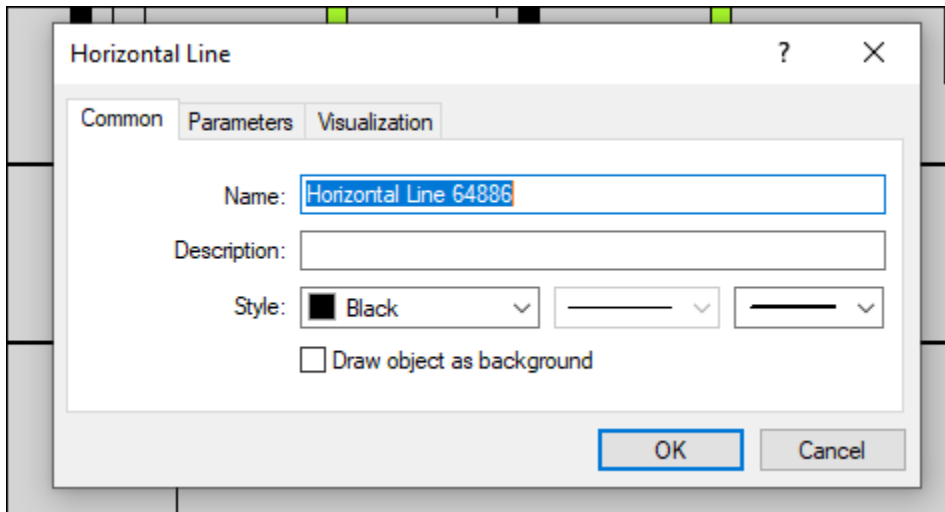 Horizontal Line ?
Common Parameters Visualization
Name: Horizontal Line 64886
Description:
Style: Black
Draw object as background
OK Cancel